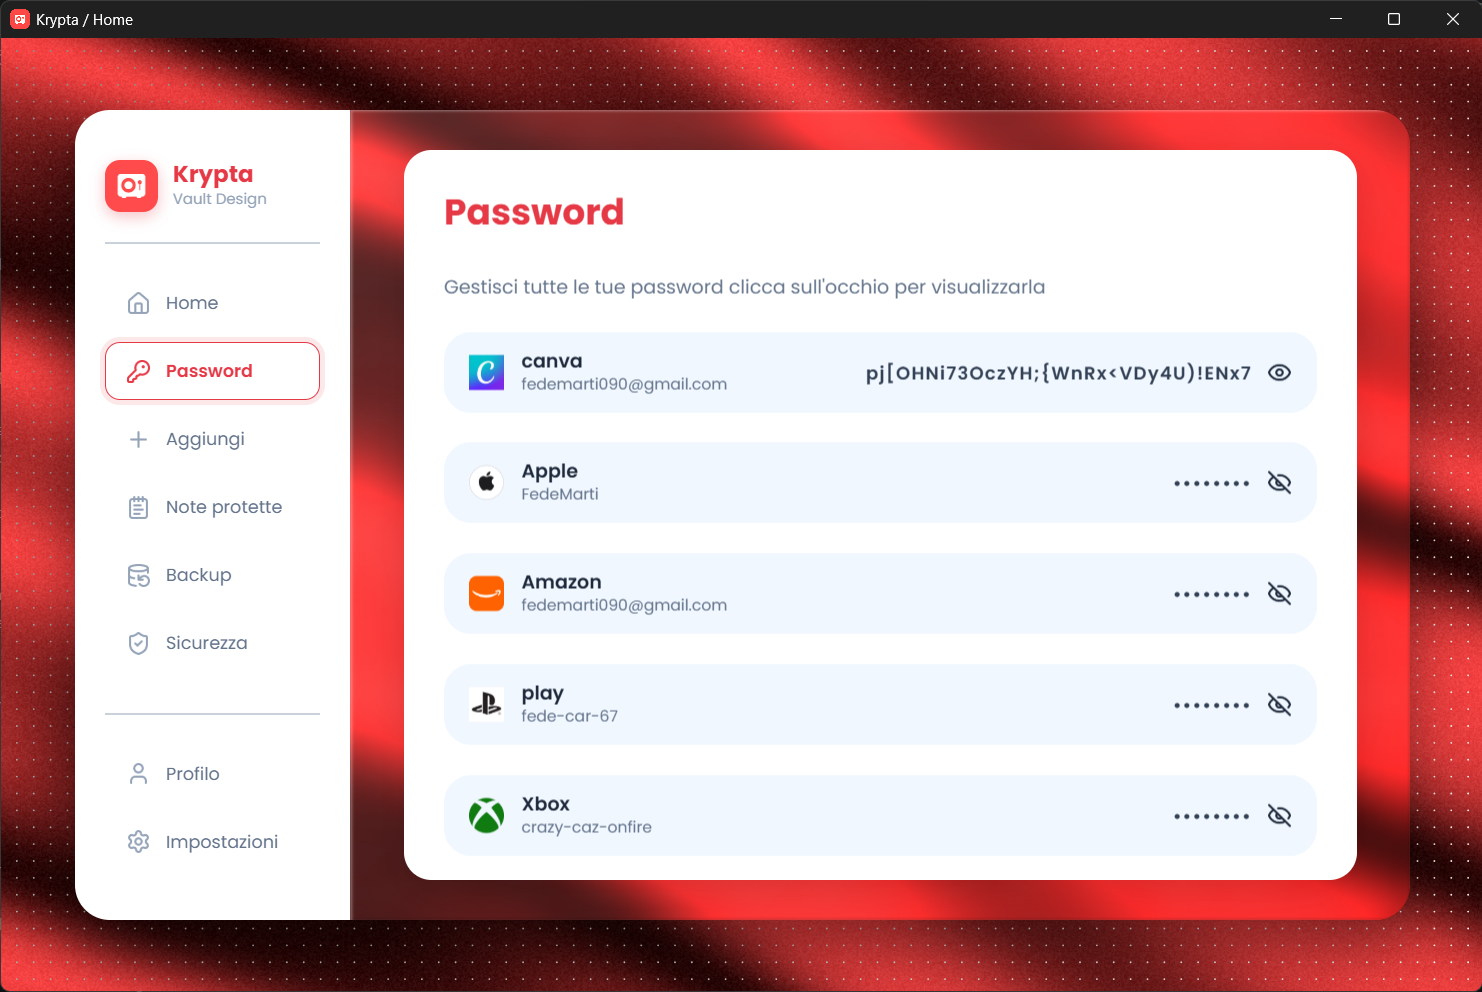 Krypta / Home
Krypta
Vault Design
Home
Password
Aggiungi
Note protette
Backup
Sicurezza
Profilo
Impostazioni
Password
Gestisci tutte le tue password clicca sull'occhio per visualizzarla
canva
fedemarti090@gmail.com
pj[OHNi73OczYH;{WnRx<VDy4U)!ENx7
Apple
FedeMarti
••••••••
Amazon
fedemarti090@gmail.com
••••••••
play
fede-car-67
••••••••
Xbox
crazy-caz-onfire
••••••••